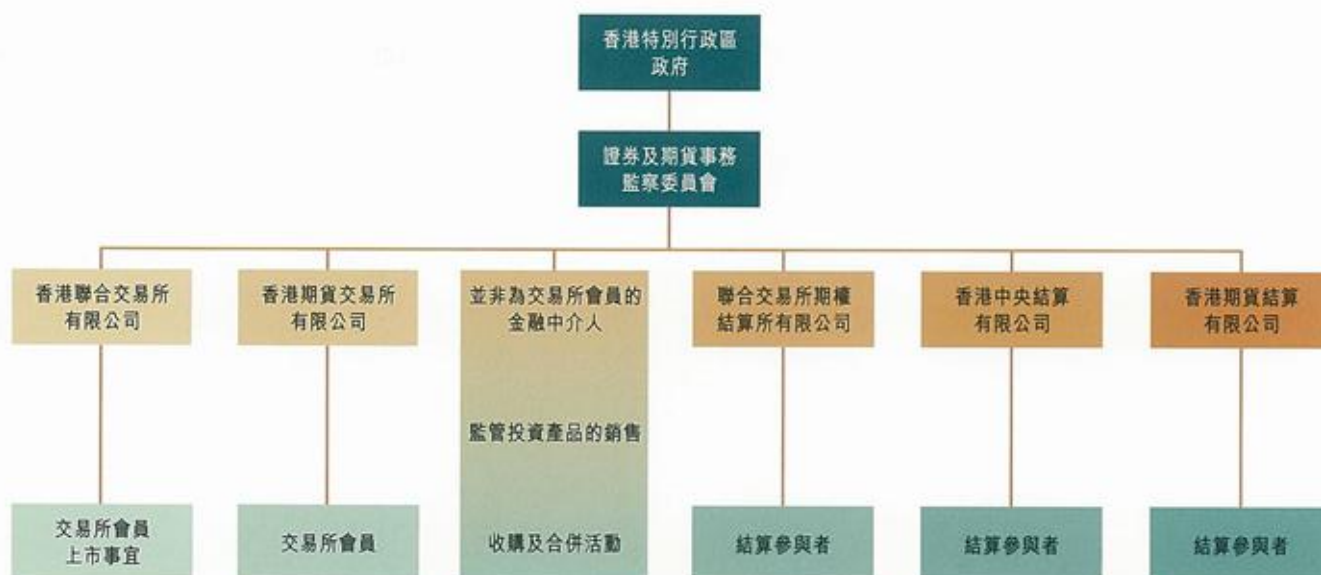 香港特別行政區
政府
證券及期貨事務
監察委員會
香港聯合交易所
有限公司
香港期貨交易所
有限公司
並非為交易所會員的
金融中介人
聯合交易所期權
結算所有限公司
香港中央結算
有限公司
香港期貨結算
有限公司
監管投資產品的銷售
交易所會員
上市事宜
交易所會員
收購及合併活動
結算參與者
結算參與者
結算參與者